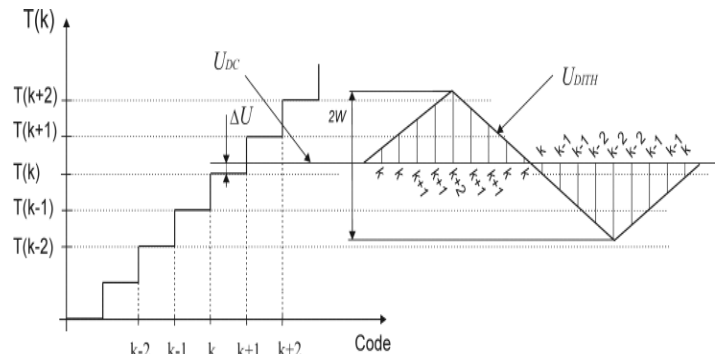 T(k)
U_DC
U_DITH
T(k+2)
ΔU
2W
T(k+1)
k k-1 k-1 k-2 k-2 k-2 k-1 k-1 k
T(k)
k k k+1 k+1 k+2 k+1 k+1 k k
T(k-1)
T(k-2)
k-2 k-1 k k+1 k+2
Code